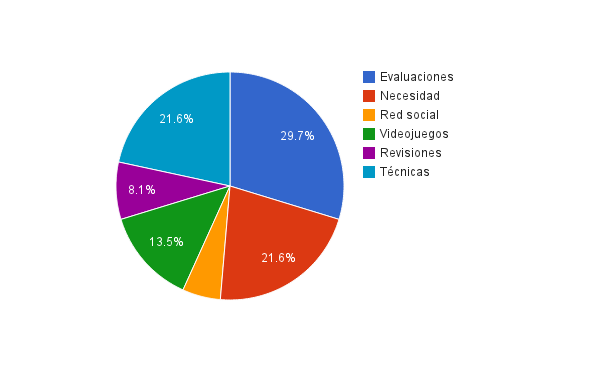 Evaluaciones
Necesidad
Red social
Videojuegos
Revisiones
Técnicas
29.7%
21.6%
13.5%
8.1%
21.6%